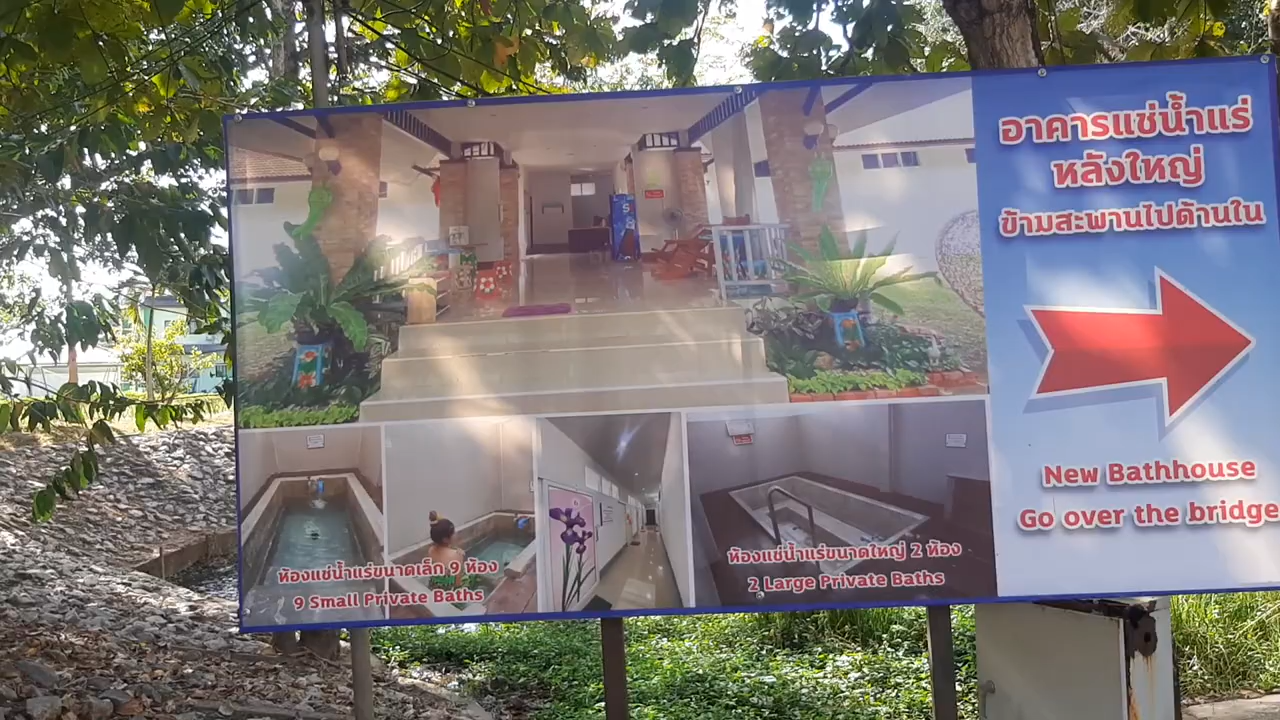 อาคารแช่น้ำแร่
หลังใหญ่
ข้ามสะพานไปด้านใน
New Bathhouse
Go over the bridge
ห้องแช่น้ำแร่ขนาดเล็ก 9 ห้อง
9 Small Private Baths
ห้องแช่น้ำแร่ขนาดใหญ่ 2 ห้อง
2 Large Private Baths